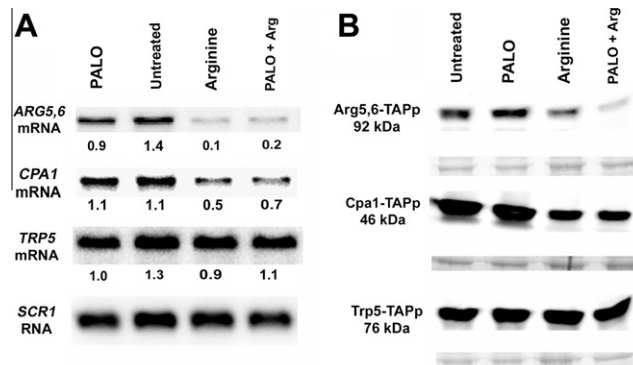 A
PALO
Untreated
Arginine
PALO + Arg
ARG5,6
mRNA
0.9 1.4 0.1 0.2
CPA1
mRNA
1.1 1.1 0.5 0.7
TRP5
mRNA
1.0 1.3 0.9 1.1
SCR1
RNA
B
Untreated
PALO
Arginine
PALO + Arg
Arg5,6-TAPp
92 kDa
Cpa1-TAPp
46 kDa
Trp5-TAPp
76 kDa